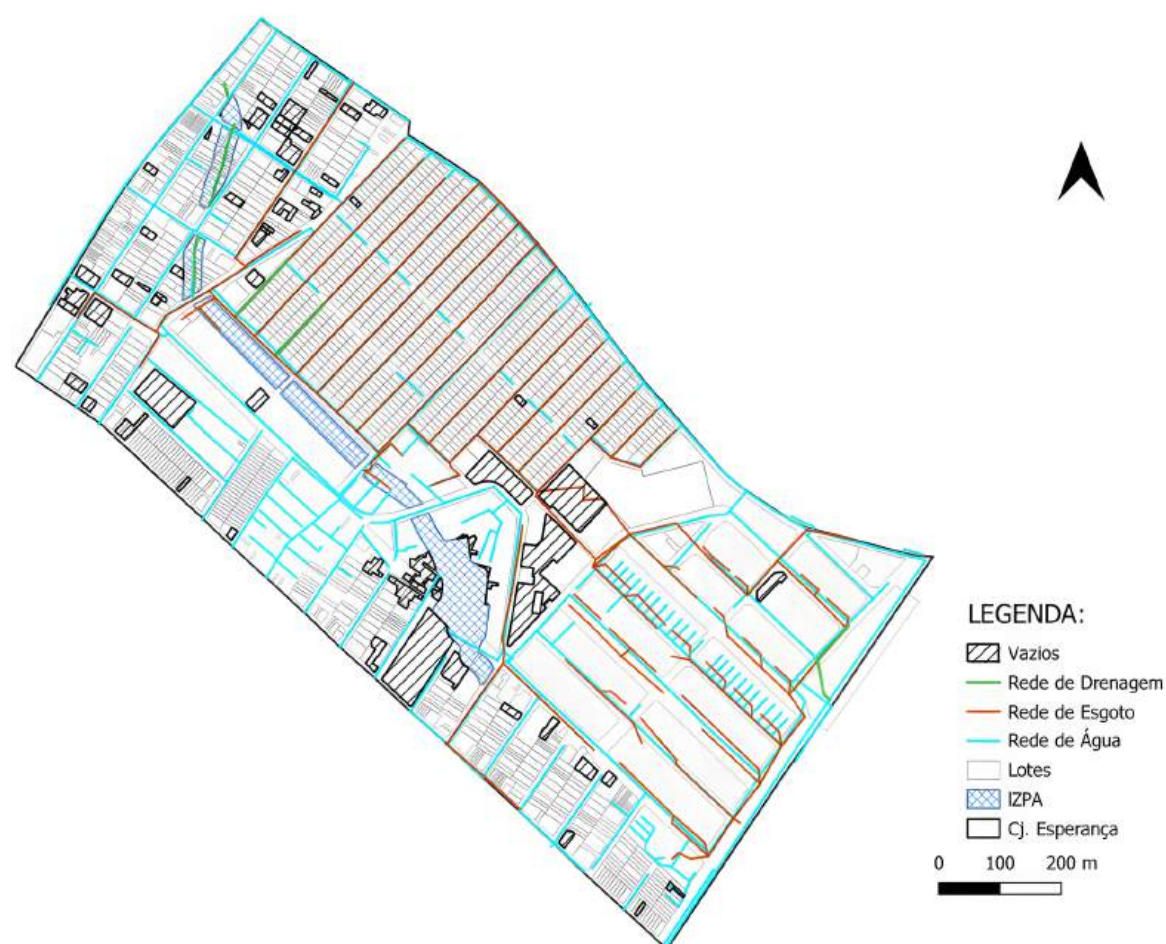 LEGENDA:
Vazios
Rede de Drenagem
Rede de Esgoto
Rede de Água
Lotes
IZPA
Cj. Esperança
0 100 200 m